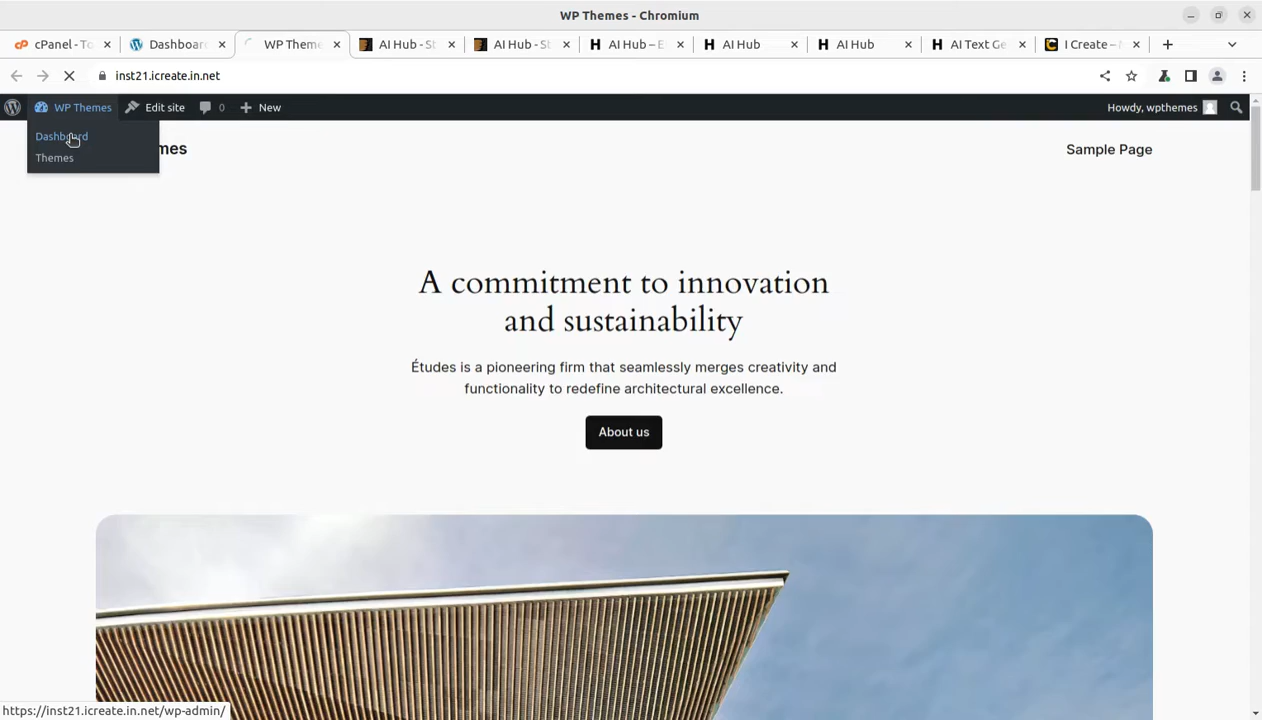 WP Themes - Chromium
cPanel - To
Dashboar
WP Theme
AI Hub - St
AI Hub - St
AI Hub – E
AI Hub
AI Hub
AI Text Ge
I Create –
inst21.icreate.in.net
WP Themes
Edit site
0
New
Howdy, wpthemes
Dashboard
Themes
mes
Sample Page
A commitment to innovation
and sustainability
Études is a pioneering firm that seamlessly merges creativity and
functionality to redefine architectural excellence.
About us
https://inst21.icreate.in.net/wp-admin/